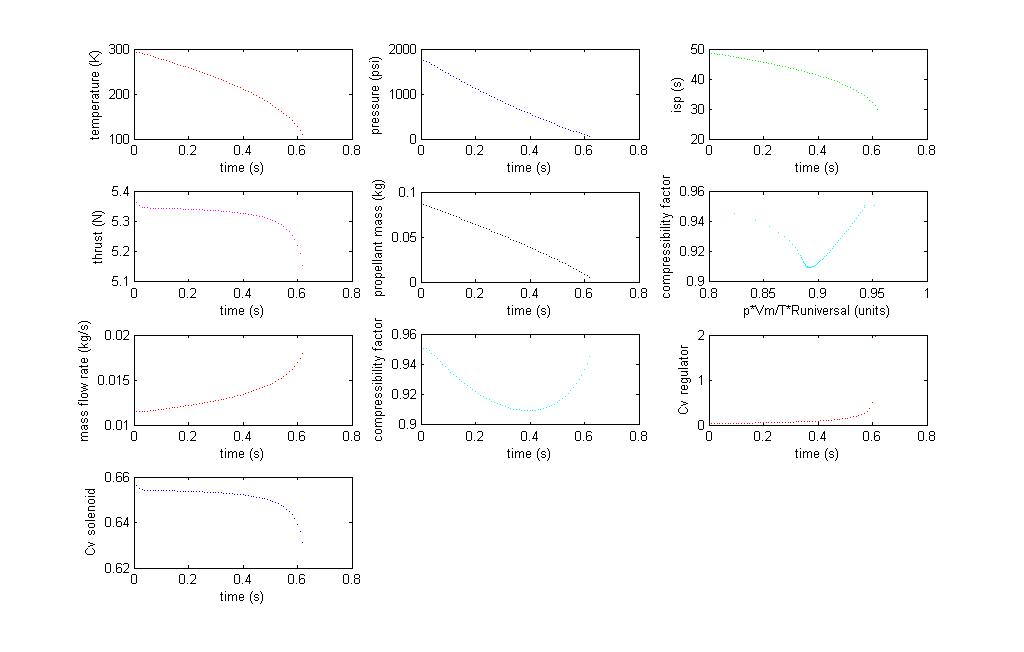 300
200
100
temperature (K)
0 0.2 0.4 0.6 0.8
time (s)
2000
1000
0
pressure (psi)
0 0.2 0.4 0.6 0.8
time (s)
50
40
30
20
isp (s)
0 0.2 0.4 0.6 0.8
time (s)
5.4
5.3
5.2
5.1
thrust (N)
0 0.2 0.4 0.6 0.8
time (s)
0.1
0.05
0
propellant mass (kg)
0 0.2 0.4 0.6 0.8
time (s)
0.96
0.94
0.92
0.9
compressibility factor
0.8 0.85 0.9 0.95 1
p*Vm/T*Runiversal (units)
0.02
0.015
0.01
mass flow rate (kg/s)
0 0.2 0.4 0.6 0.8
time (s)
0.96
0.94
0.92
0.9
compressibility factor
0 0.2 0.4 0.6 0.8
time (s)
2
1
0
Cv regulator
0 0.2 0.4 0.6 0.8
time (s)
0.66
0.64
0.62
Cv solenoid
0 0.2 0.4 0.6 0.8
time (s)